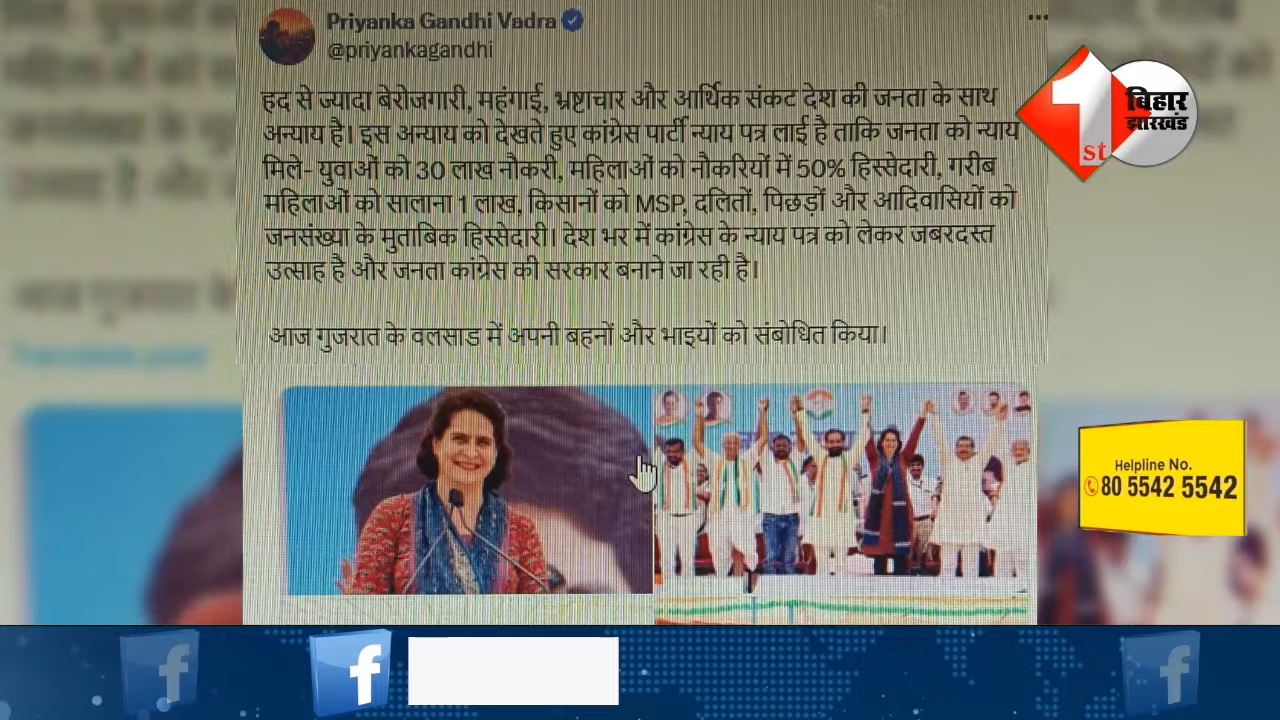 Priyanka Gandhi Vadra
@priyankagandhi
हद से ज्यादा बेरोजगारी, महंगाई, भ्रष्टाचार और आर्थिक संकट देश की जनता के साथ
अन्याय है। इस अन्याय को देखते हुए कांग्रेस पार्टी न्याय पत्र लाई है ताकि जनता को न्याय
मिले- युवाओं को 30 लाख नौकरी, महिलाओं को नौकरियों में 50% हिस्सेदारी, गरीब
महिलाओं को सालाना 1 लाख, किसानों को MSP, दलितों, पिछड़ों और आदिवासियों को
जनसंख्या के मुताबिक हिस्सेदारी। देश भर में कांग्रेस के न्याय पत्र को लेकर जबरदस्त
उत्साह है और जनता कांग्रेस की सरकार बनाने जा रही है।
आज गुजरात के वलसाड में अपनी बहनों और भाइयों को संबोधित किया।
1st
बिहार
झारखंड
Helpline No.
80 5542 5542